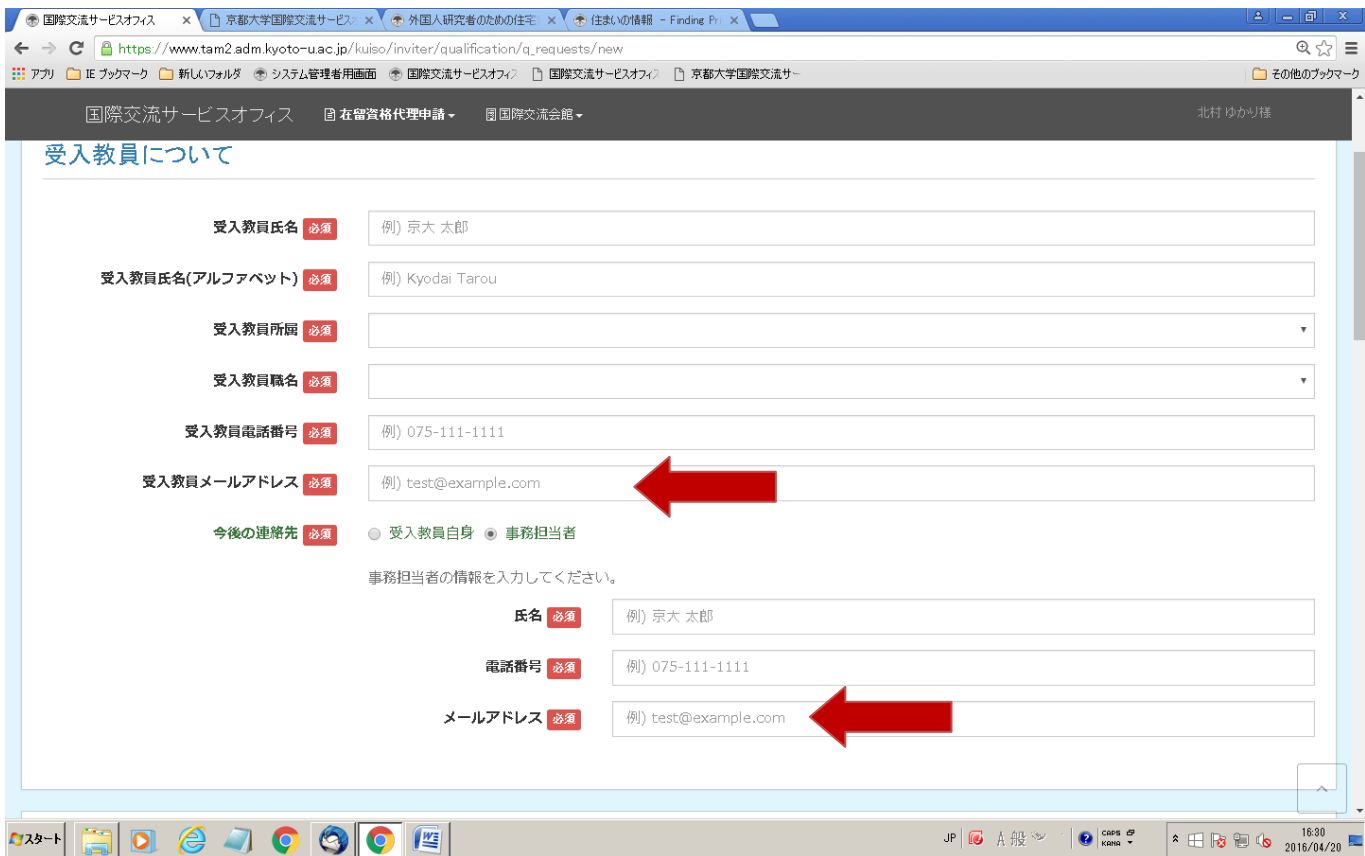 国際交流サービスオフィス
京都大学国際交流サービス
外国人研究者のための住宅
住まいの情報 - Finding Pri
https://www.tam2.adm.kyoto-u.ac.jp/kuiso/inviter/qualification/q_requests/new
アプリ IE ブックマーク 新しいフォルダ システム管理者用画面 国際交流サービスオフィス 国際交流サービスオフィス 京都大学国際交流サー その他のブックマーク
国際交流サービスオフィス 在留資格代理申請 国際交流会館 北村 ゆかり様
受入教員について
受入教員氏名 必須 例) 京大 太郎
受入教員氏名(アルファベット) 必須 例) Kyodai Tarou
受入教員所属 必須
受入教員職名 必須
受入教員電話番号 必須 例) 075-111-1111
受入教員メールアドレス 必須 例) test@example.com
今後の連絡先 必須 受入教員自身 事務担当者
事務担当者の情報を入力してください。
氏名 必須 例) 京大 太郎
電話番号 必須 例) 075-111-1111
メールアドレス 必須 例) test@example.com
スタート JP A 般 CAPS KANA 16:30
2016/04/20